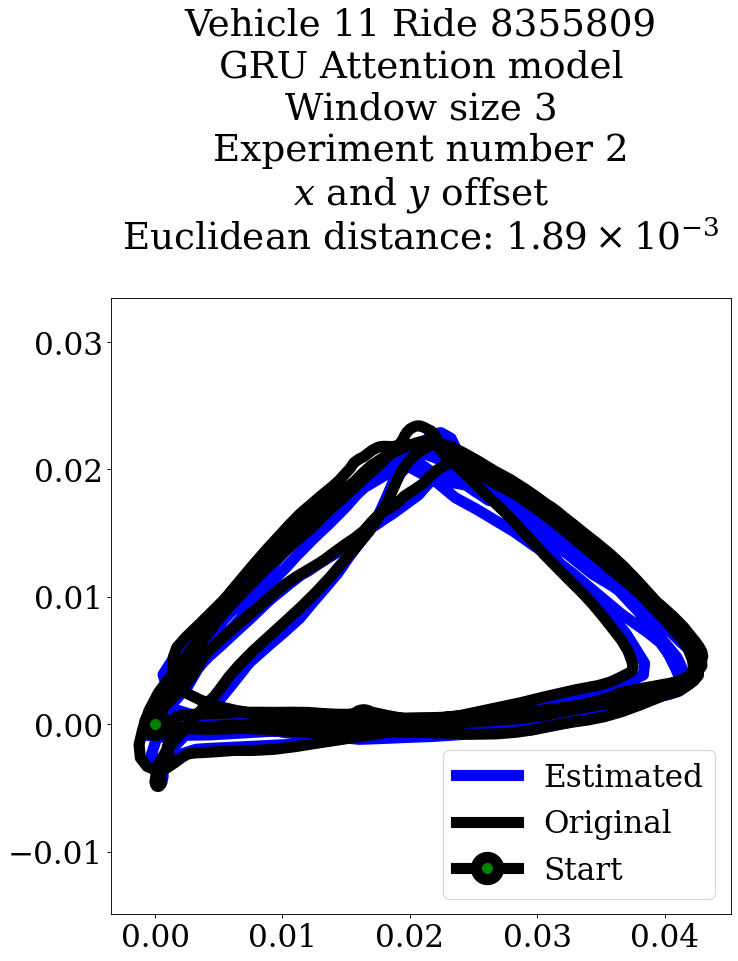 Vehicle 11 Ride 8355809
GRU Attention model
Window size 3
Experiment number 2
x and y offset
Euclidean distance: 1.89 × 10⁻³
0.03
0.02
0.01
0.00
−0.01
Estimated
Original
Start
0.00 0.01 0.02 0.03 0.04